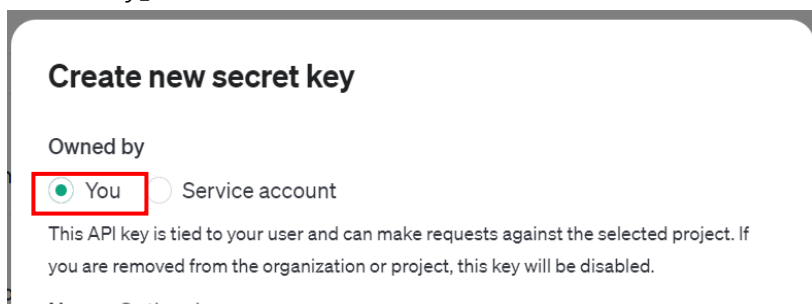 Create new secret key
Owned by
You Service account
This API key is tied to your user and can make requests against the selected project. If
you are removed from the organization or project, this key will be disabled.